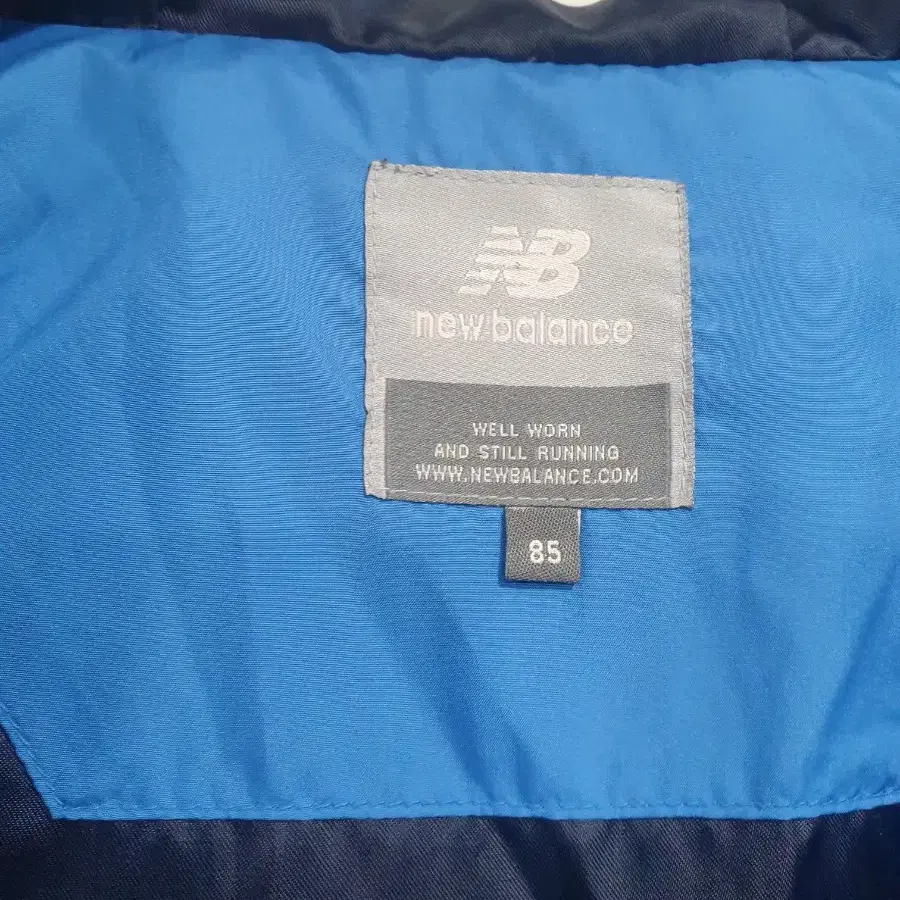 NB
new balance
WELL WORN
AND STILL RUNNING
WWW.NEWBALANCE.COM
85